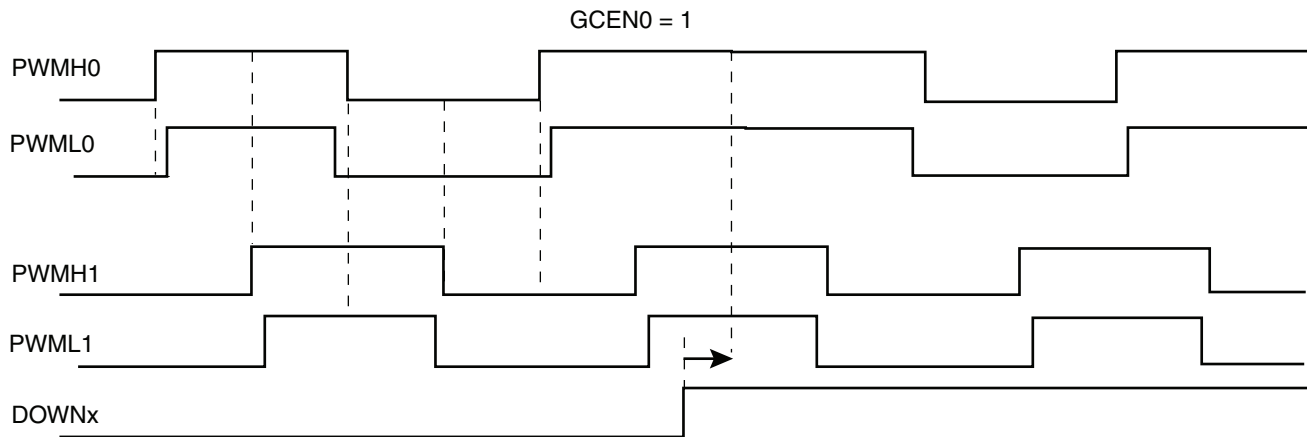 GCEN0 = 1
PWMH0
PWML0
PWMH1
PWML1
DOWNx